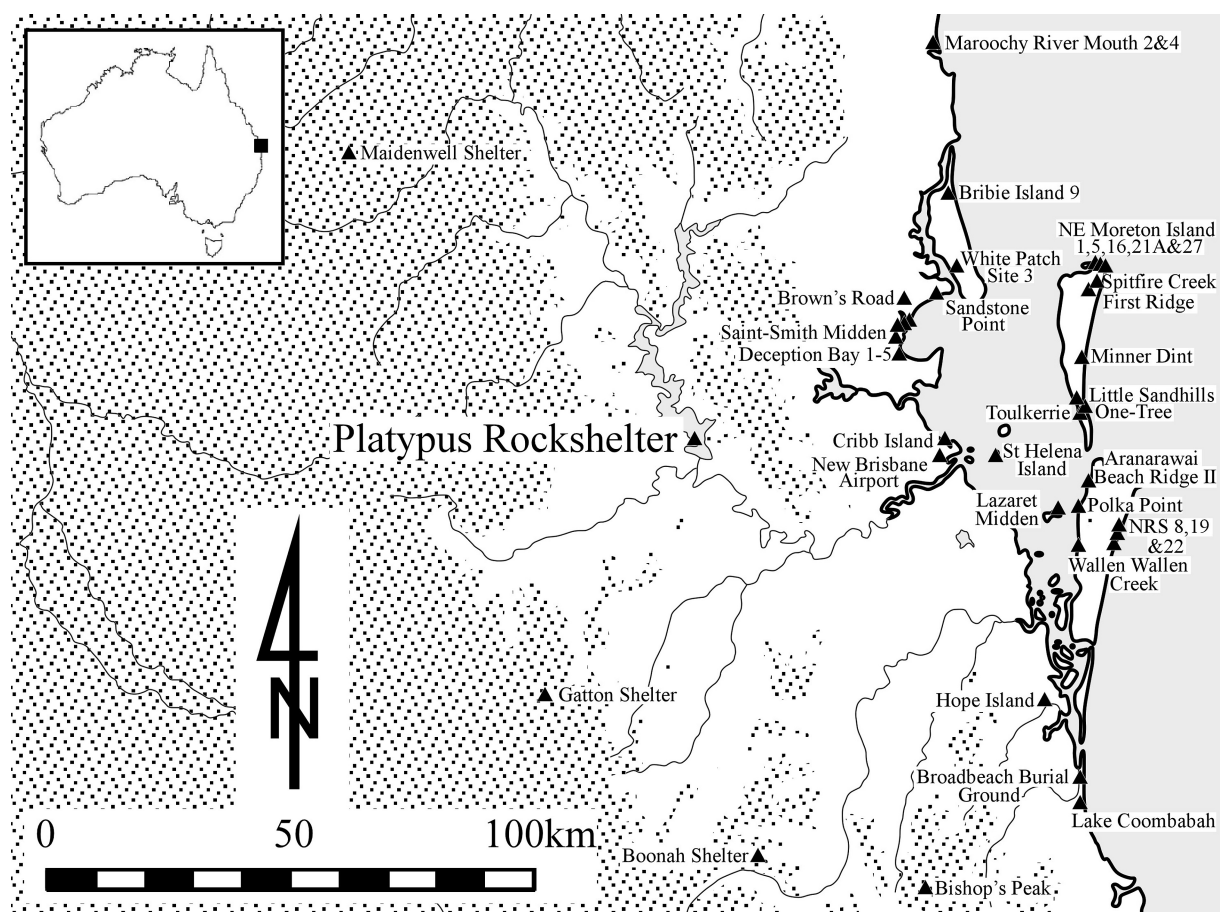 Maroochy River Mouth 2&4
Maidenwell Shelter
Bribie Island 9
NE Moreton Island
1,5,16,21A&27
White Patch
Site 3
Spitfire Creek
First Ridge
Brown's Road
Sandstone
Point
Saint-Smith Midden
Deception Bay 1-5
Minner Dint
Little Sandhills
Toulkerrie
One-Tree
Platypus Rockshelter
Cribb Island
New Brisbane
Airport
St Helena
Island
Aranarawai
Beach Ridge II
Lazaret
Midden
Polka Point
NRS 8,19
&22
Wallen Wallen
Creek
N
Gatton Shelter
Hope Island
Broadbeach Burial
Ground
Lake Coombabah
0 50 100km
Boonah Shelter
Bishop's Peak